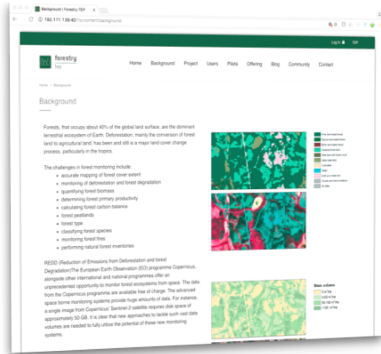 Background | Forestry TEP
192.171.139.40/?q=content/background
Log in
TEP
forestry
tep
Home Background Project Users Pilots Offering Blog Community Contact
Home Background
Background
Forests, that occupy about 40% of the global land surface, are the dominant
terrestrial ecosystem of Earth. Deforestation, mainly the conversion of forest
land to agricultural land, has been and still is a major land cover change
process, particularly in the tropics.
The challenges in forest monitoring include:
• accurate mapping of forest cover extent
• monitoring of deforestation and forest degradation
• quantifying forest biomass
• determining forest primary productivity
• calculating forest carbon balance
• forest peatlands
• forest type
• classifying forest species
• monitoring forest fires
• performing natural forest inventories
REDD (Reduction of Emissions from Deforestation and forest
Degradation)The European Earth Observation (EO) programme Copernicus,
alongside other international and national programmes offer an
unprecedented opportunity to monitor forest ecosystems from space. The data
from the Copernicus programme are available free of charge. The advanced
space borne monitoring systems provide huge amounts of data. For instance,
a single image from Copernicus' Sentinel-2 satellite requires disk space of
approximately 50 GB. It is clear that new approaches to tackle such vast data
volumes are needed to fully utilise the potential of these new monitoring
systems.
Stem volume